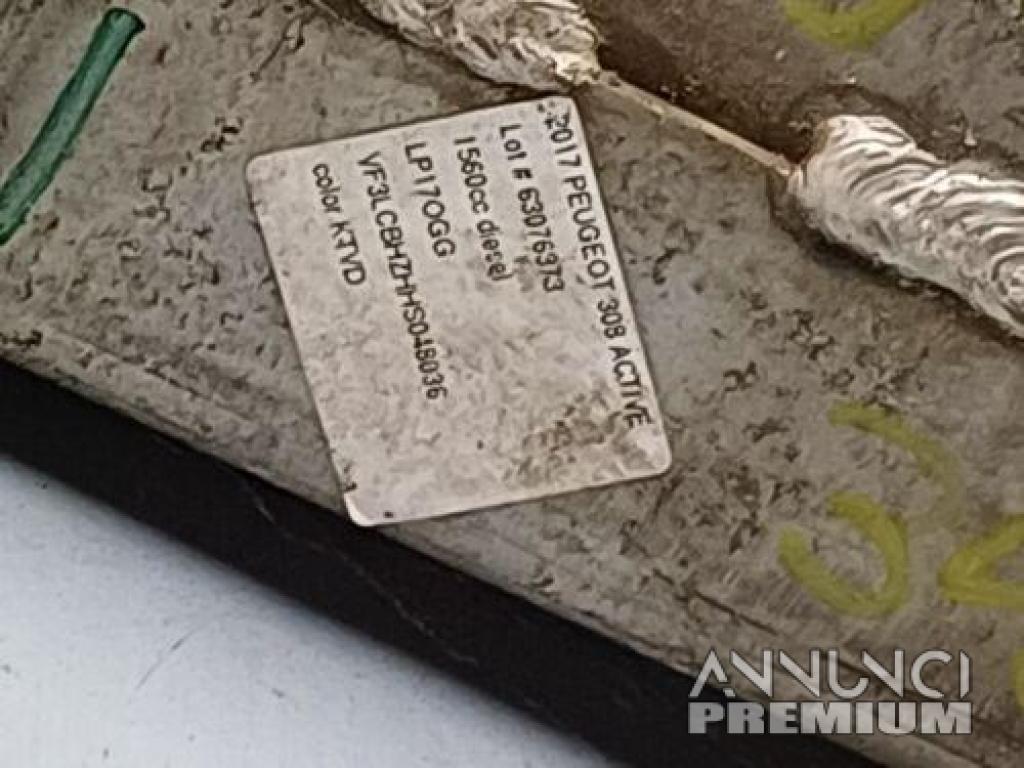 2017 PEUGEOT 308 ACTIVE
Lot # 63076973
1560cc diesel
LP17OGG
VF3LCBHZHHS048036
color KTVD
ANNUNCI
PREMIUM